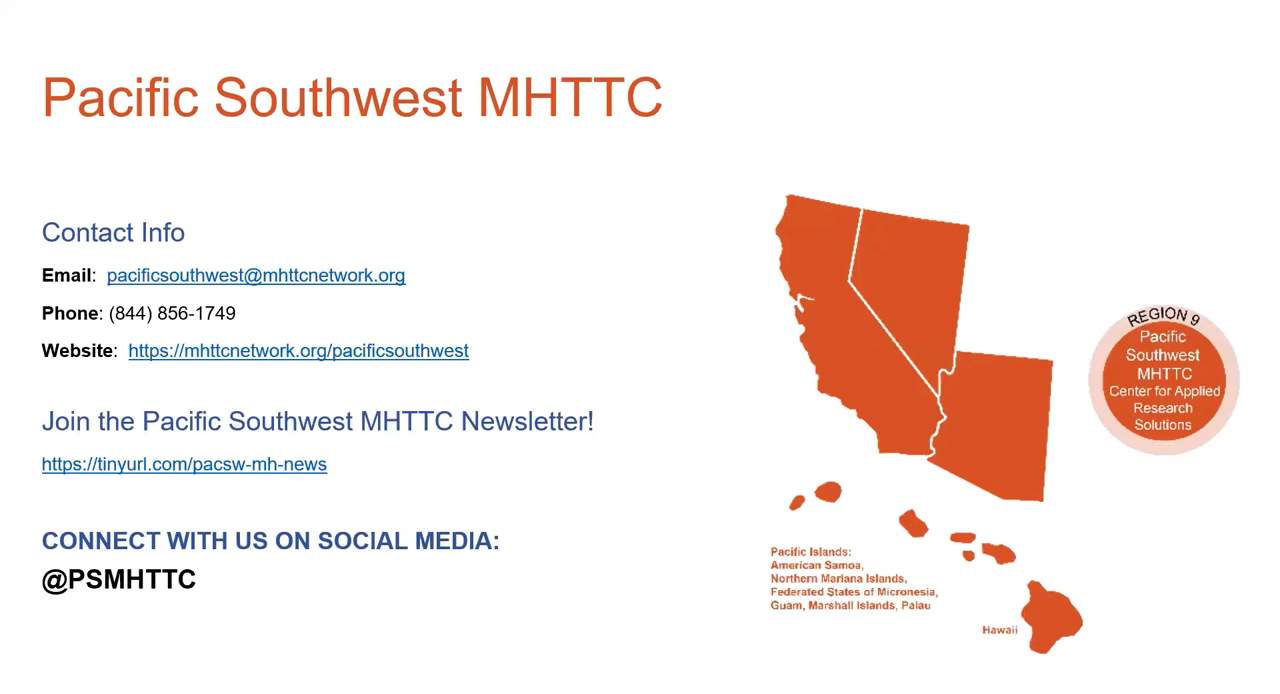 Pacific Southwest MHTTC
Contact Info
Email: pacificsouthwest@mhttcnetwork.org
Phone: (844) 856-1749
Website: https://mhttcnetwork.org/pacificsouthwest
Join the Pacific Southwest MHTTC Newsletter!
https://tinyurl.com/pacsw-mh-news
CONNECT WITH US ON SOCIAL MEDIA:
@PSMHTTC
REGION 9
Pacific
Southwest
MHTTC
Center for Applied
Research
Solutions
Pacific Islands:
American Samoa,
Northern Mariana Islands,
Federated States of Micronesia,
Guam, Marshall Islands, Palau
Hawaii